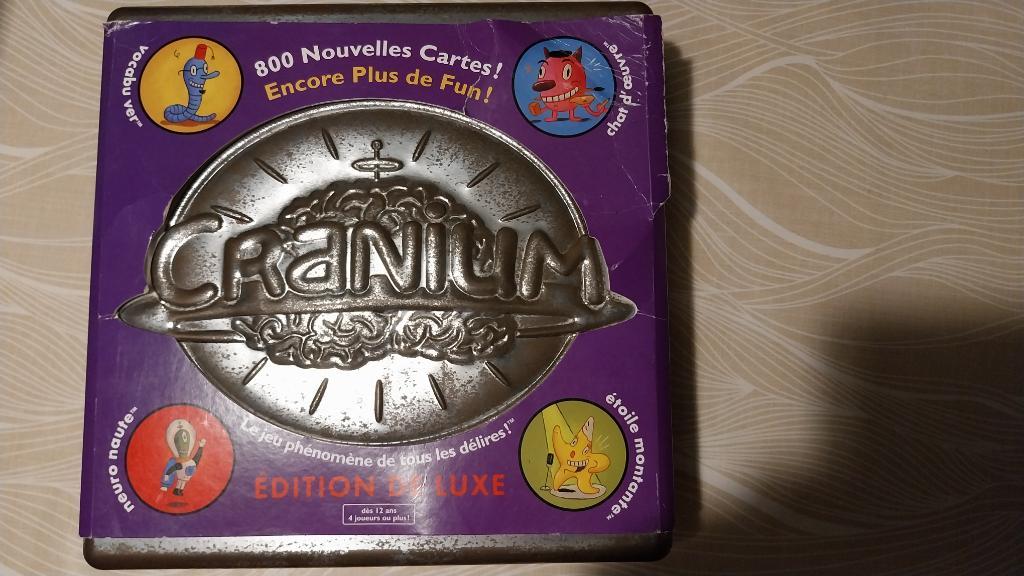 800 Nouvelles Cartes!
Encore Plus de Fun!
vocabu ver™
chat d'œuvre™
CRANIUM
neuro naute™
étoile montante™
Le jeu phénomène de tous les délires!™
ÉDITION DE LUXE
dès 12 ans
4 joueurs ou plus!